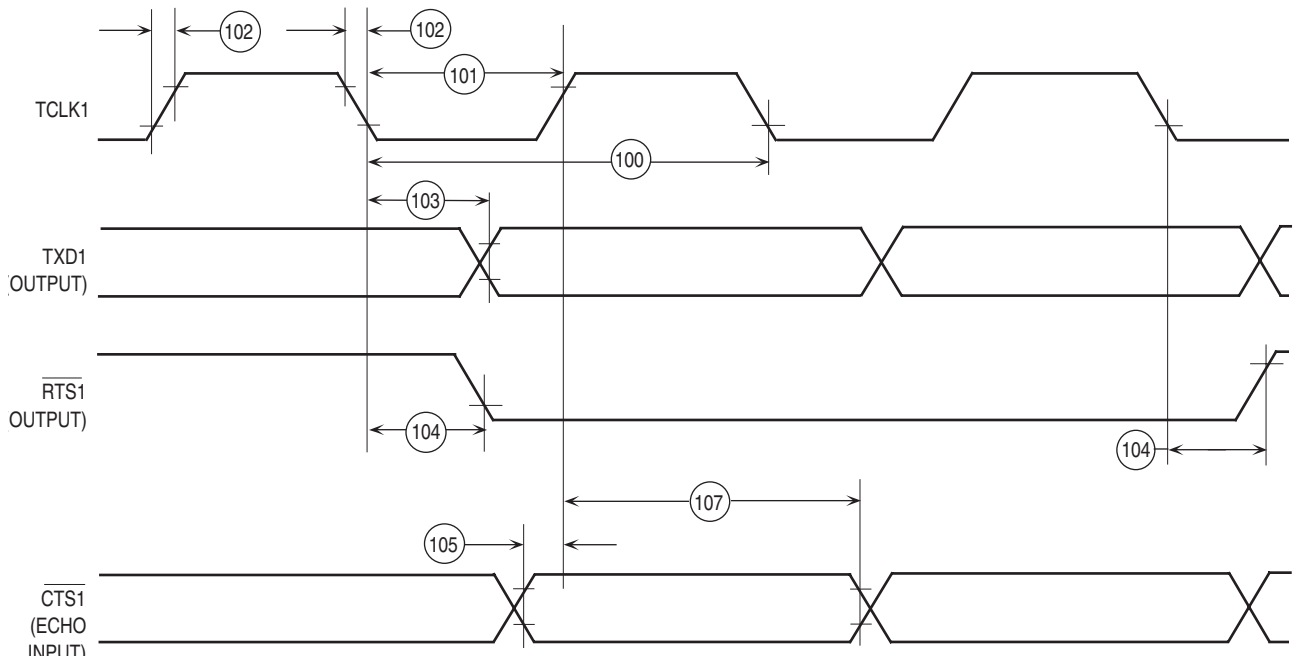 102
102
101
TCLK1
100
103
TXD1
OUTPUT)
RTS1
OUTPUT)
104
104
107
105
CTS1
(ECHO
INPUT)